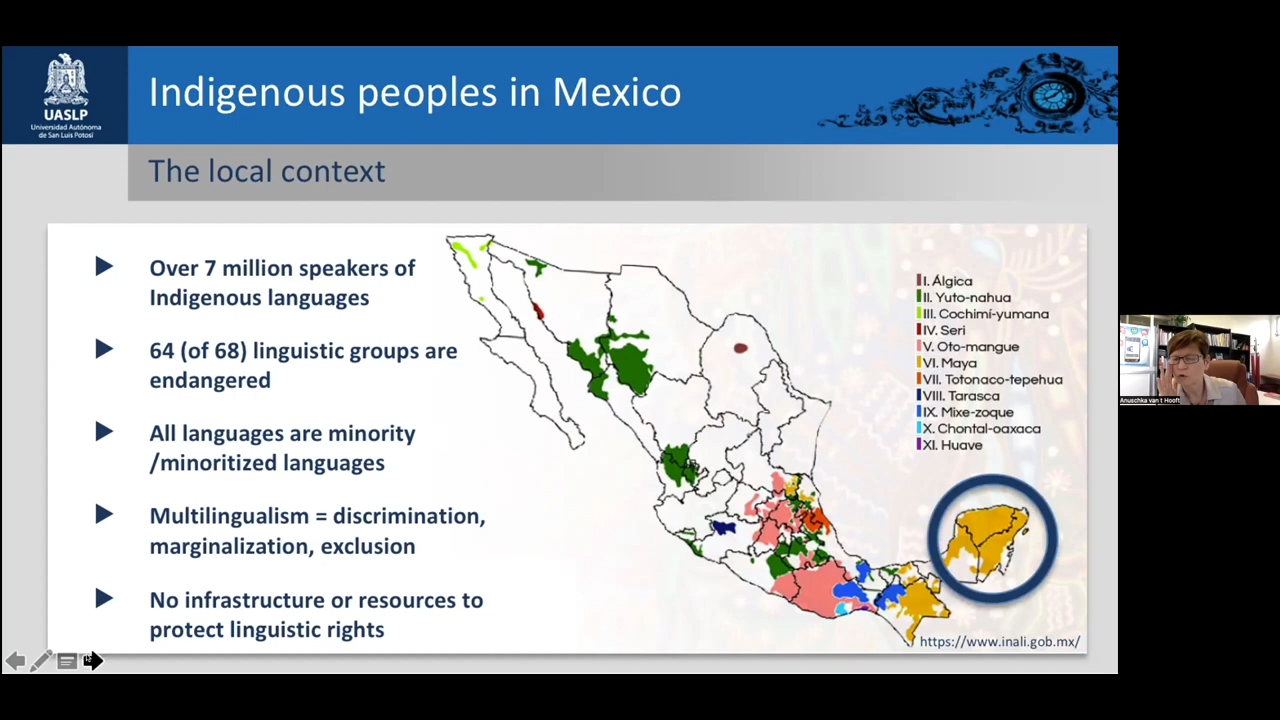 UASLP
Universidad Autónoma
de San Luis Potosí
Indigenous peoples in Mexico
The local context
Over 7 million speakers of
Indigenous languages
64 (of 68) linguistic groups are
endangered
All languages are minority
/minoritized languages
Multilingualism = discrimination,
marginalization, exclusion
No infrastructure or resources to
protect linguistic rights
I. Álgica
II. Yuto-nahua
III. Cochimí-yumana
IV. Seri
V. Oto-mangue
VI. Maya
VII. Totonaco-tepehua
VIII. Tarasca
IX. Mixe-zoque
X. Chontal-oaxaca
XI. Huave
https://www.inali.gob.mx/
Anuschka van t Hooft